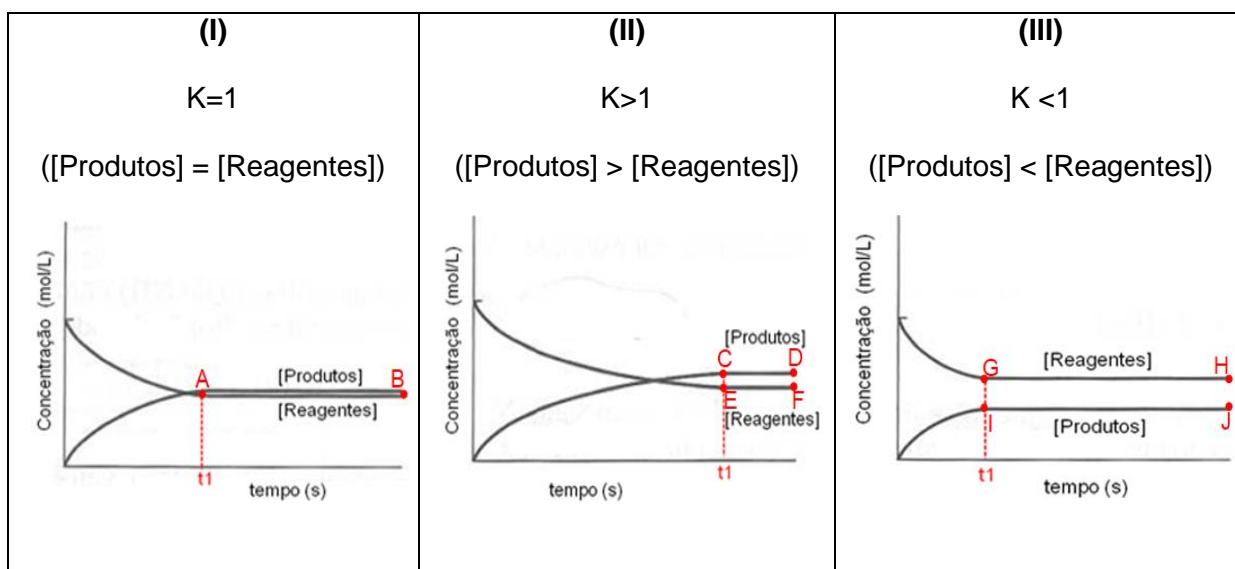 (I)
K=1
([Produtos] = [Reagentes])
Concentração (mol/L)
A
[Produtos]
B
[Reagentes]
t1
tempo (s)
(II)
K>1
([Produtos] > [Reagentes])
Concentração (mol/L)
[Produtos]
C
D
E
F
[Reagentes]
t1
tempo (s)
(III)
K <1
([Produtos] < [Reagentes])
Concentração (mol/L)
G
[Reagentes]
H
I
[Produtos]
J
t1
tempo (s)